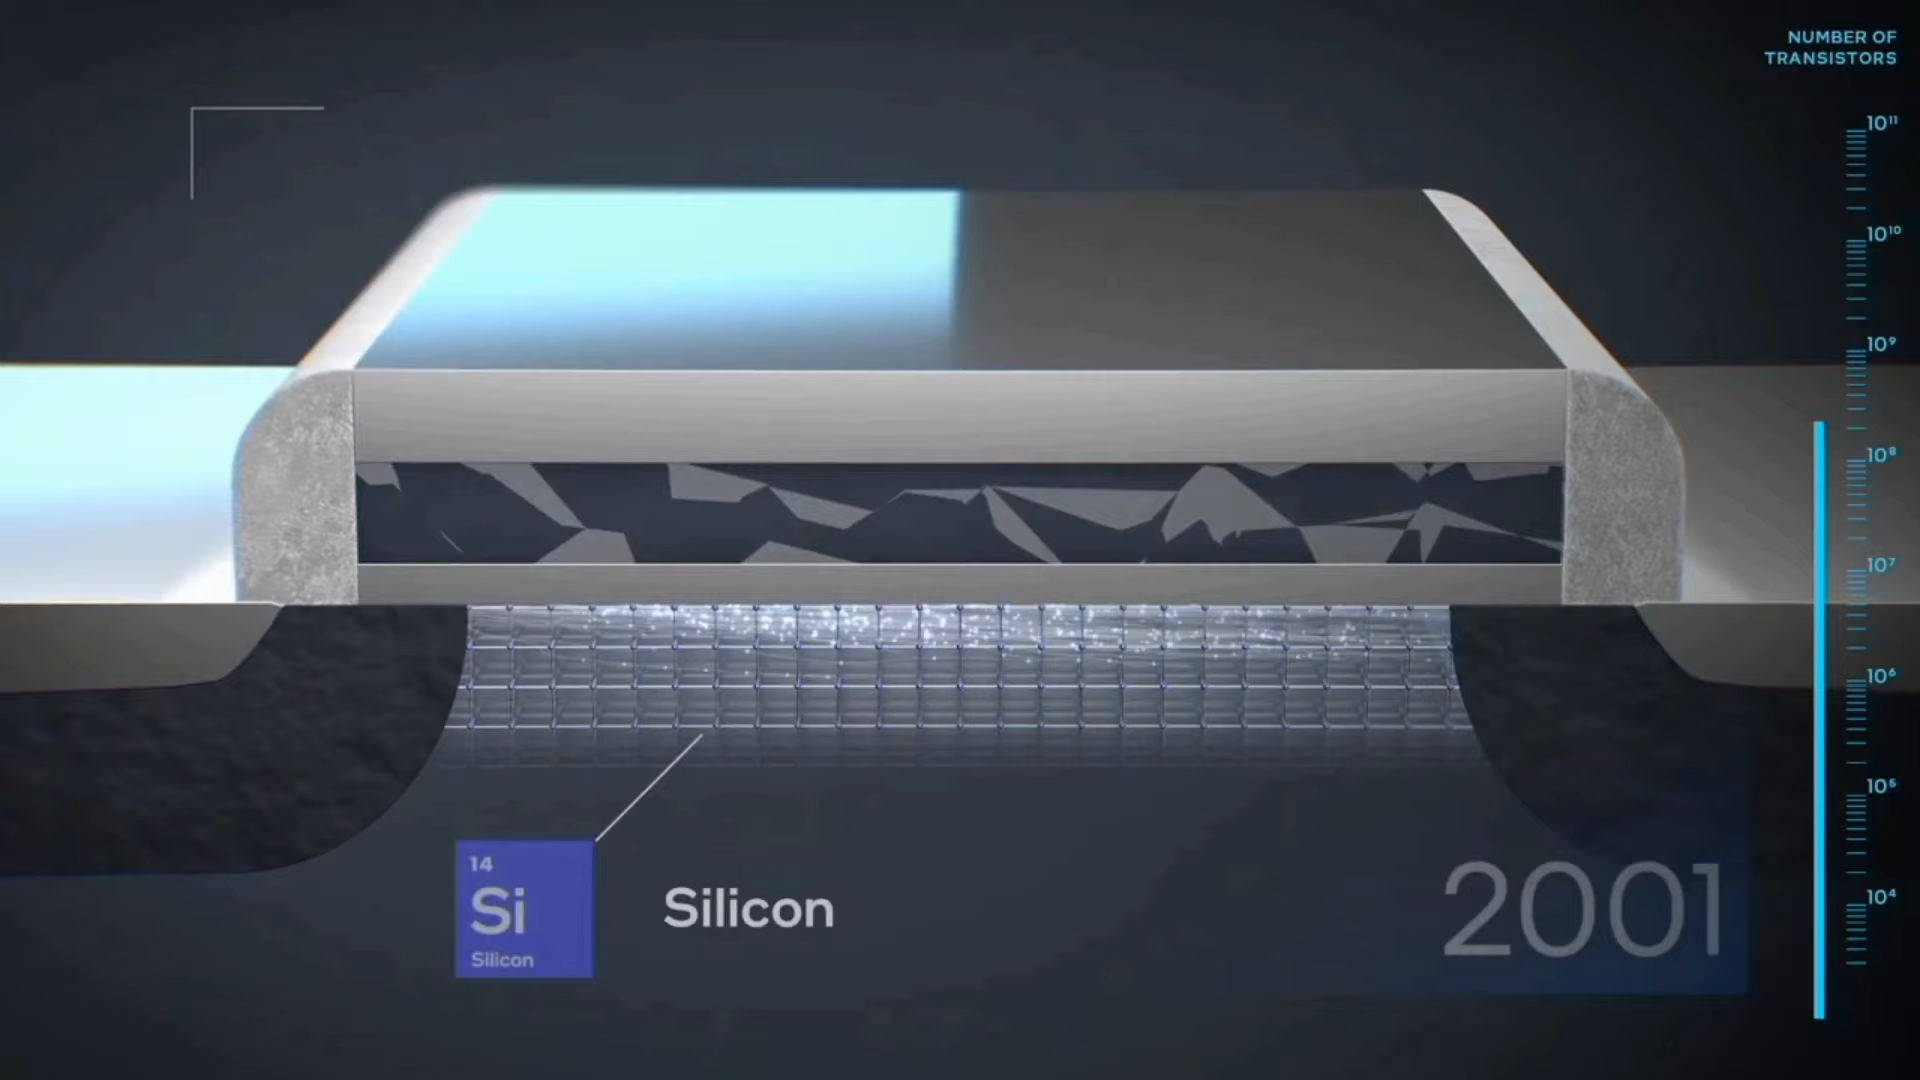 NUMBER OF
TRANSISTORS
10¹¹
10¹⁰
10⁹
10⁸
10⁷
10⁶
10⁵
10⁴
14
Si
Silicon
Silicon
2001